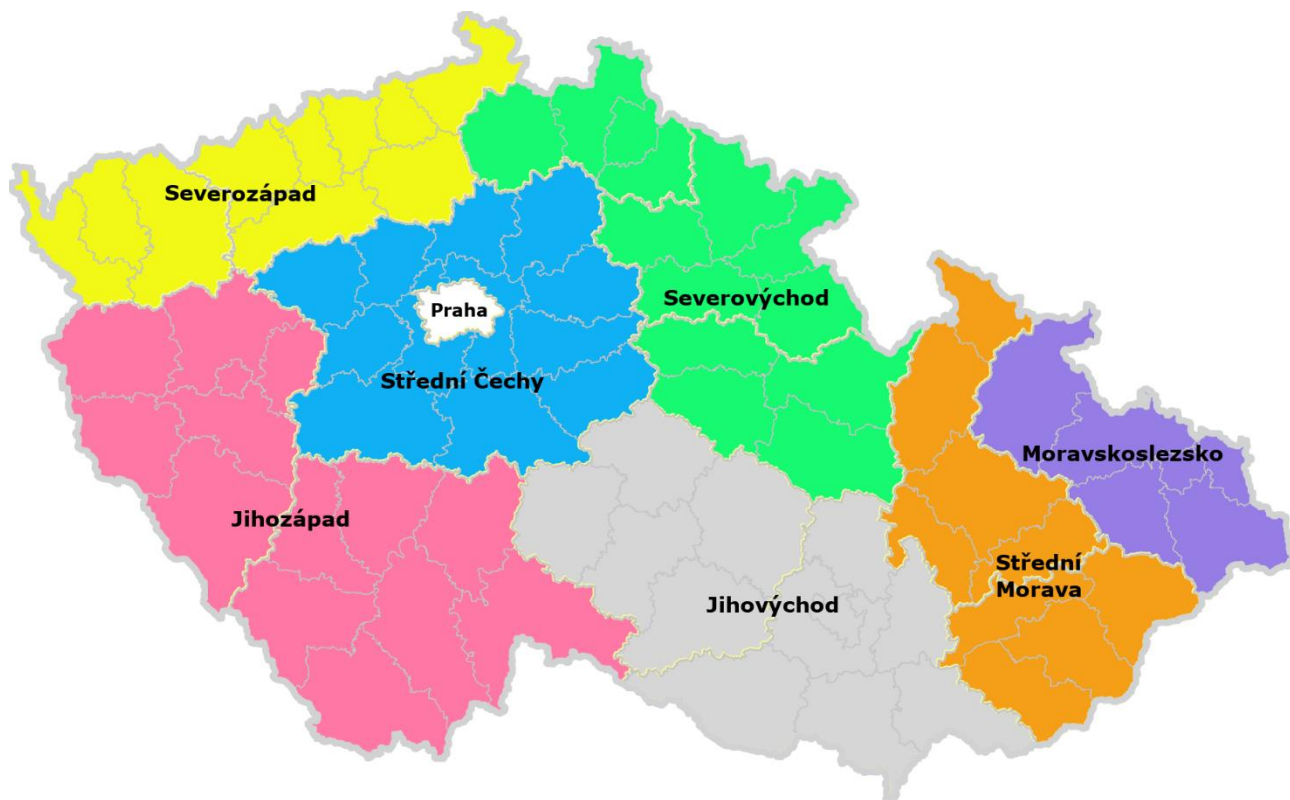 Severozápad
Praha
Severovýchod
Střední Čechy
Moravskoslezsko
Jihozápad
Střední
Morava
Jihovýchod